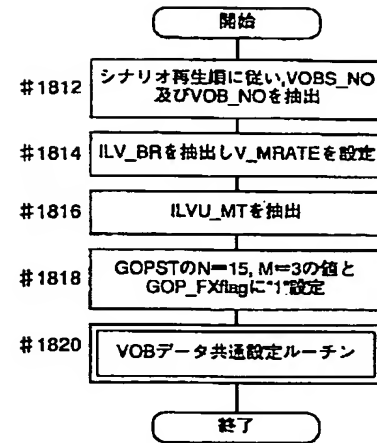 開始
#1812
シナリオ再生順に従い,VOBS_NO
及びVOB_NOを抽出
#1814
ILV_BRを抽出しV_MRATEを設定
#1816
ILVU_MTを抽出
#1818
GOPSTのN=15, M=3の値と
GOP_FXflagに"1"設定
#1820
VOBデータ共通設定ルーチン
終了